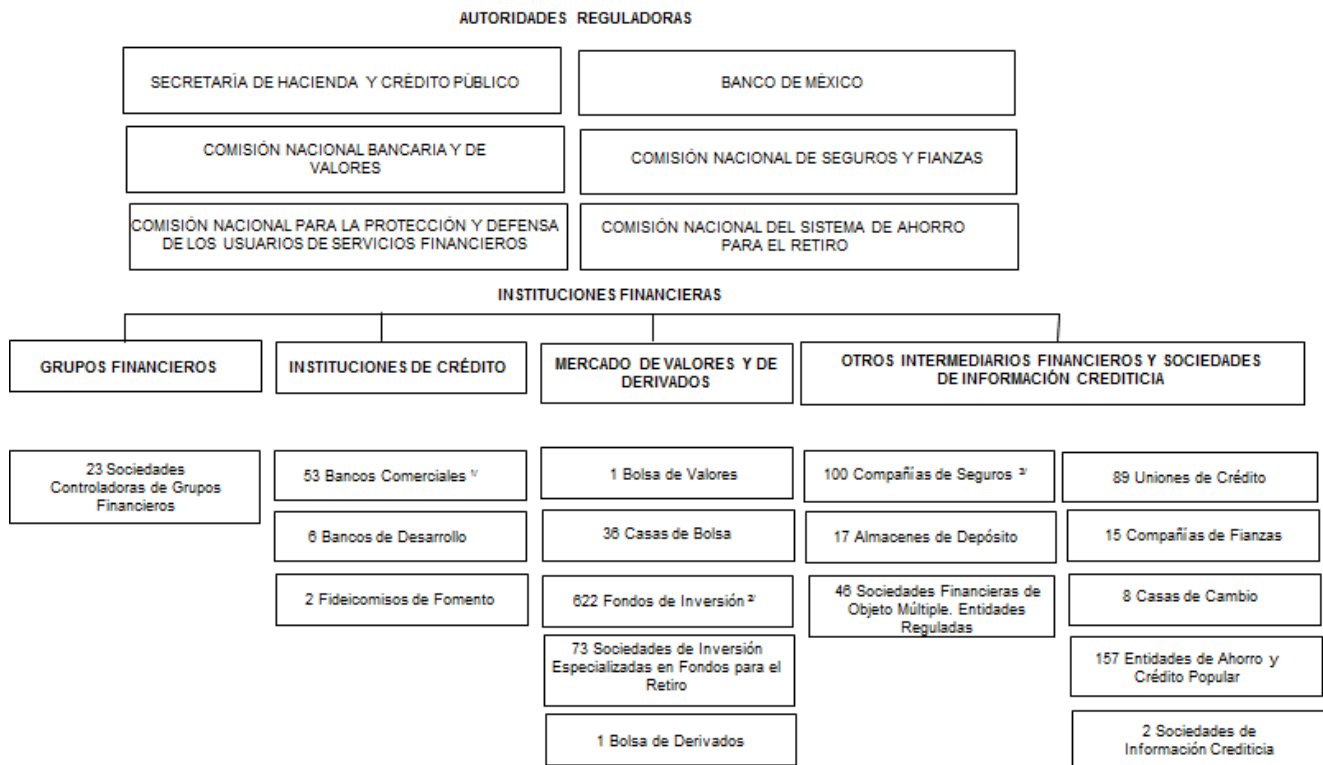 AUTORIDADES REGULADORAS
SECRETARÍA DE HACIENDA Y CRÉDITO PÚBLICO
BANCO DE MÉXICO
COMISIÓN NACIONAL BANCARIA Y DE
VALORES
COMISIÓN NACIONAL DE SEGUROS Y FIANZAS
COMISIÓN NACIONAL PARA LA PROTECCIÓN Y DEFENSA
DE LOS USUARIOS DE SERVICIOS FINANCIEROS
COMISIÓN NACIONAL DEL SISTEMA DE AHORRO
PARA EL RETIRO
INSTITUCIONES FINANCIERAS
GRUPOS FINANCIEROS
INSTITUCIONES DE CRÉDITO
MERCADO DE VALORES Y DE
DERIVADOS
OTROS INTERMEDIARIOS FINANCIEROS Y SOCIEDADES
DE INFORMACIÓN CREDITICIA
23 Sociedades
Controladoras de Grupos
Financieros
53 Bancos Comerciales 1/
6 Bancos de Desarrollo
2 Fideicomisos de Fomento
1 Bolsa de Valores
36 Casas de Bolsa
622 Fondos de Inversión 2/
73 Sociedades de Inversión
Especializadas en Fondos para el
Retiro
1 Bolsa de Derivados
100 Compañías de Seguros 3/
17 Almacenes de Depósito
46 Sociedades Financieras de
Objeto Múltiple. Entidades
Reguladas
89 Uniones de Crédito
15 Compañías de Fianzas
8 Casas de Cambio
157 Entidades de Ahorro y
Crédito Popular
2 Sociedades de
Información Crediticia